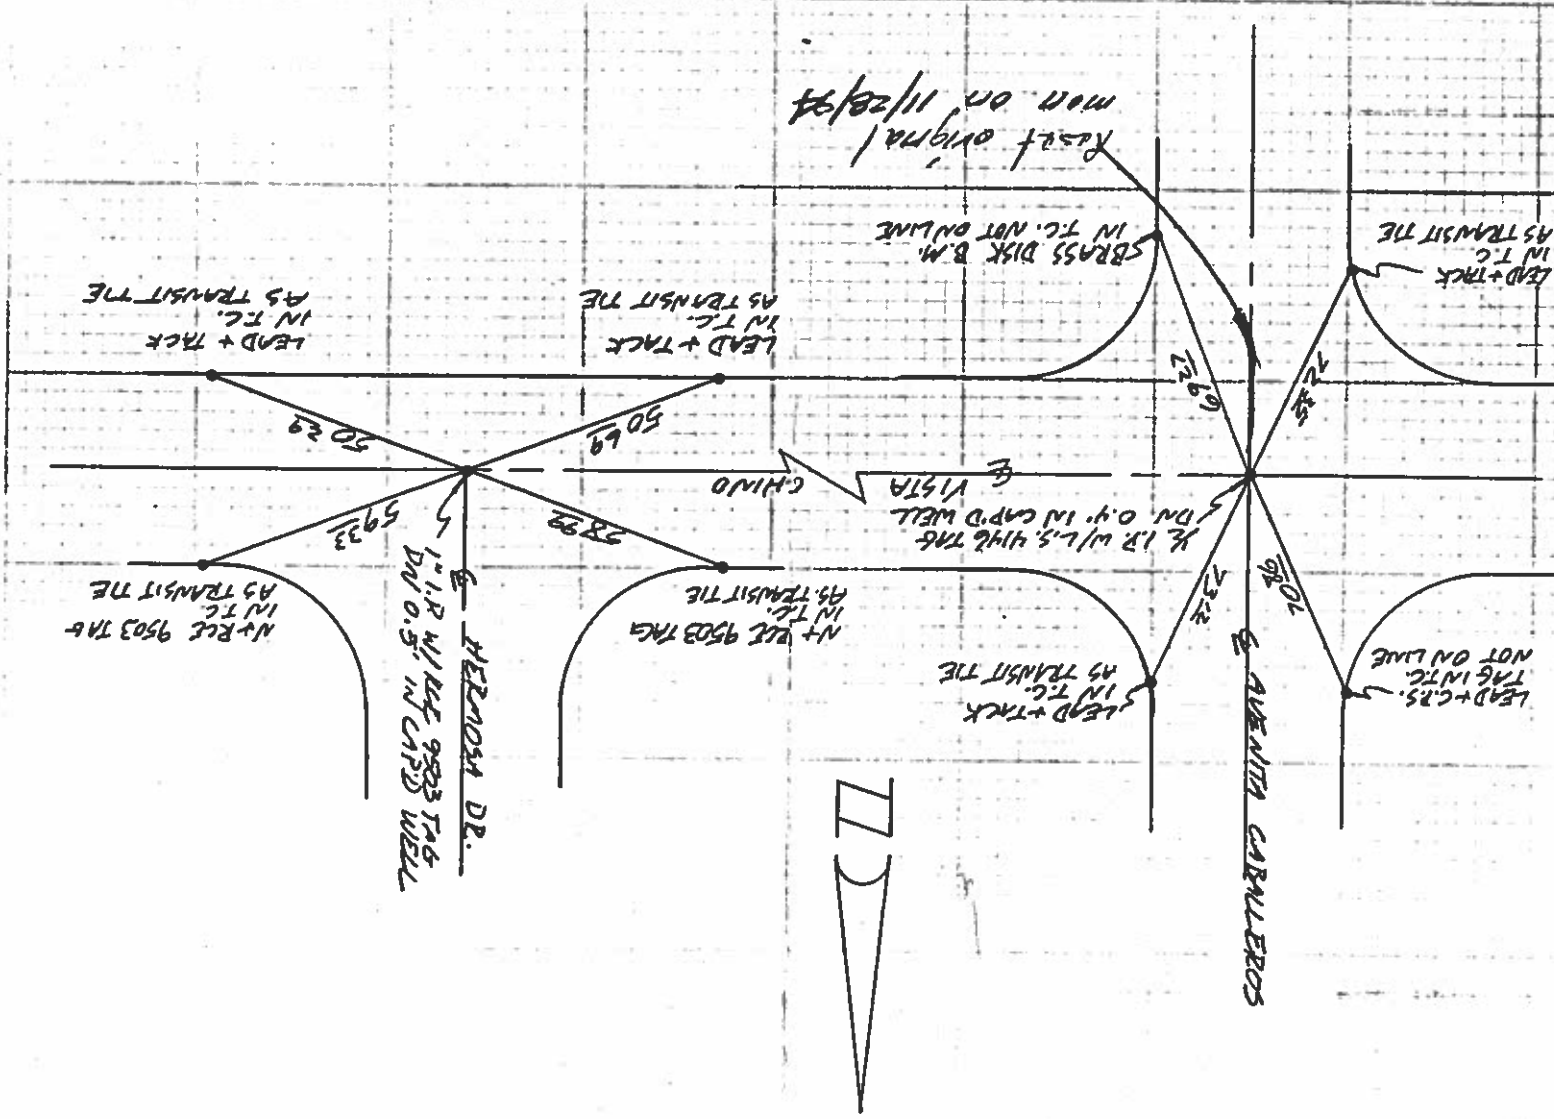 LEAD + C.P.S.
TAG IN T.C.
NOT ON LINE
LEAD + TACK
IN T.C.
AS TRANSIT TIE
N + RCE 9503 TAG
IN T.C.
AS TRANSIT TIE
N + RCE 9503 TAG
IN T.C.
AS TRANSIT TIE
℄ AVENITA CABALLEROS
℄ HERMOSA DR.
1" I.P. W/ RCE 9503 TAG
DN 0.5' IN CAP'D WELL
70 86
59 33
½ I.P. W/ L.S. 4146 TAG
DN 0.4' IN CAP'D WELL
℄ VISTA CHINO
69 27
50 69
50 29
LEAD + TACK
IN T.C.
AS TRANSIT TIE
BRASS DISK B.M.
IN T.C. NOT ON LINE
LEAD + TACK
IN T.C.
AS TRANSIT TIE
LEAD + TACK
IN T.C.
AS TRANSIT TIE
Reset original
mon on 11/28/94